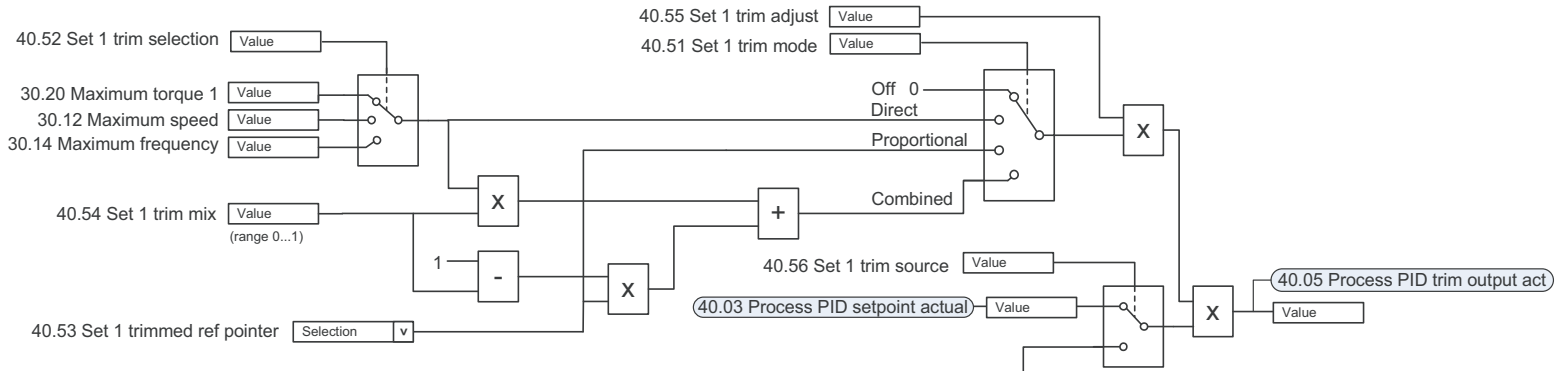 40.55 Set 1 trim adjust Value
40.52 Set 1 trim selection Value
40.51 Set 1 trim mode Value
30.20 Maximum torque 1 Value
Off 0
Direct
30.12 Maximum speed Value
X
30.14 Maximum frequency Value
Proportional
X
Combined
40.54 Set 1 trim mix Value
+
(range 0...1)
1
-
X
40.56 Set 1 trim source Value
40.05 Process PID trim output act
40.03 Process PID setpoint actual Value
X
Value
40.53 Set 1 trimmed ref pointer Selection v